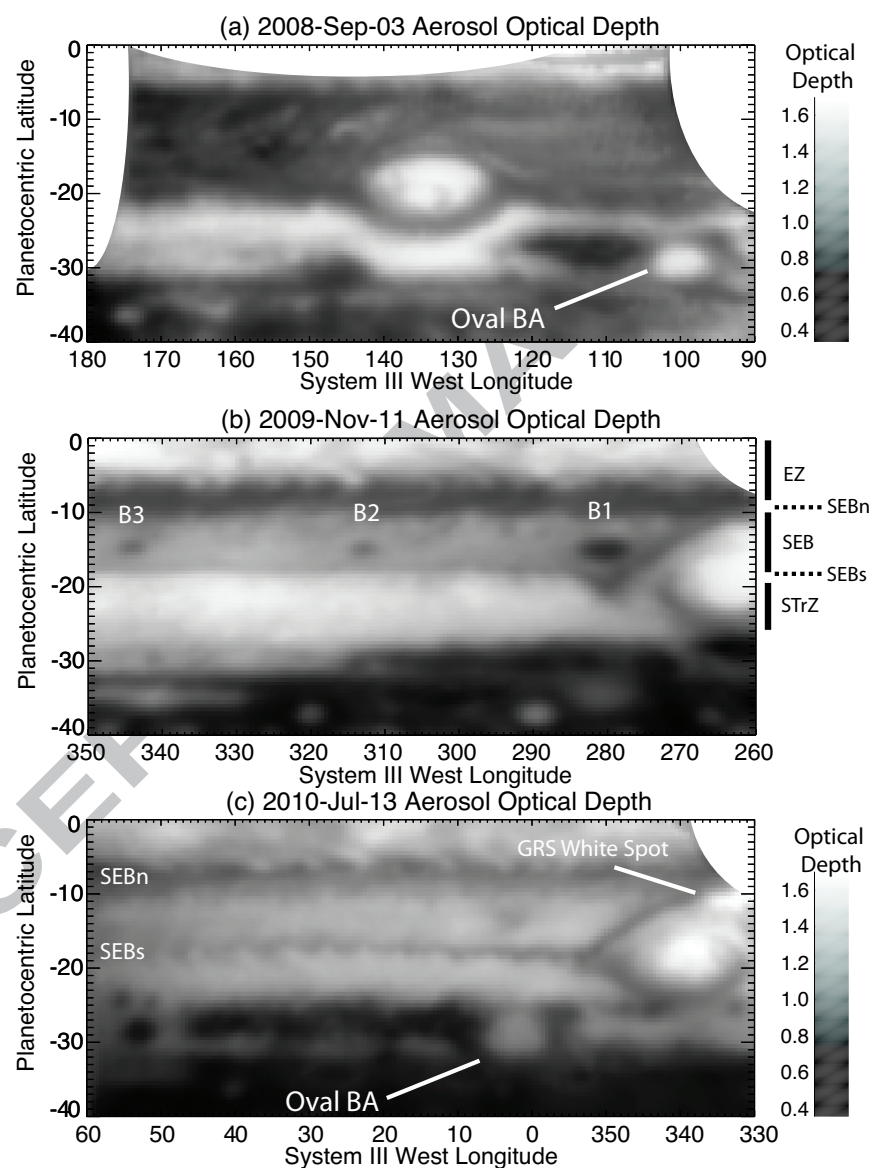 (a) 2008-Sep-03 Aerosol Optical Depth
Optical
Depth
Planetocentric Latitude
0
-10
-20
-30
-40
Oval BA
1.6
1.4
1.2
1.0
0.8
0.6
0.4
180 170 160 150 140 130 120 110 100 90
System III West Longitude
(b) 2009-Nov-11 Aerosol Optical Depth
Planetocentric Latitude
0
-10
-20
-30
-40
B3 B2 B1
EZ
SEBn
SEB
SEBs
STrZ
350 340 330 320 310 300 290 280 270 260
System III West Longitude
(c) 2010-Jul-13 Aerosol Optical Depth
Optical
Depth
Planetocentric Latitude
0
-10
-20
-30
-40
GRS White Spot
SEBn
SEBs
Oval BA
1.6
1.4
1.2
1.0
0.8
0.6
0.4
60 50 40 30 20 10 0 350 340 330
System III West Longitude